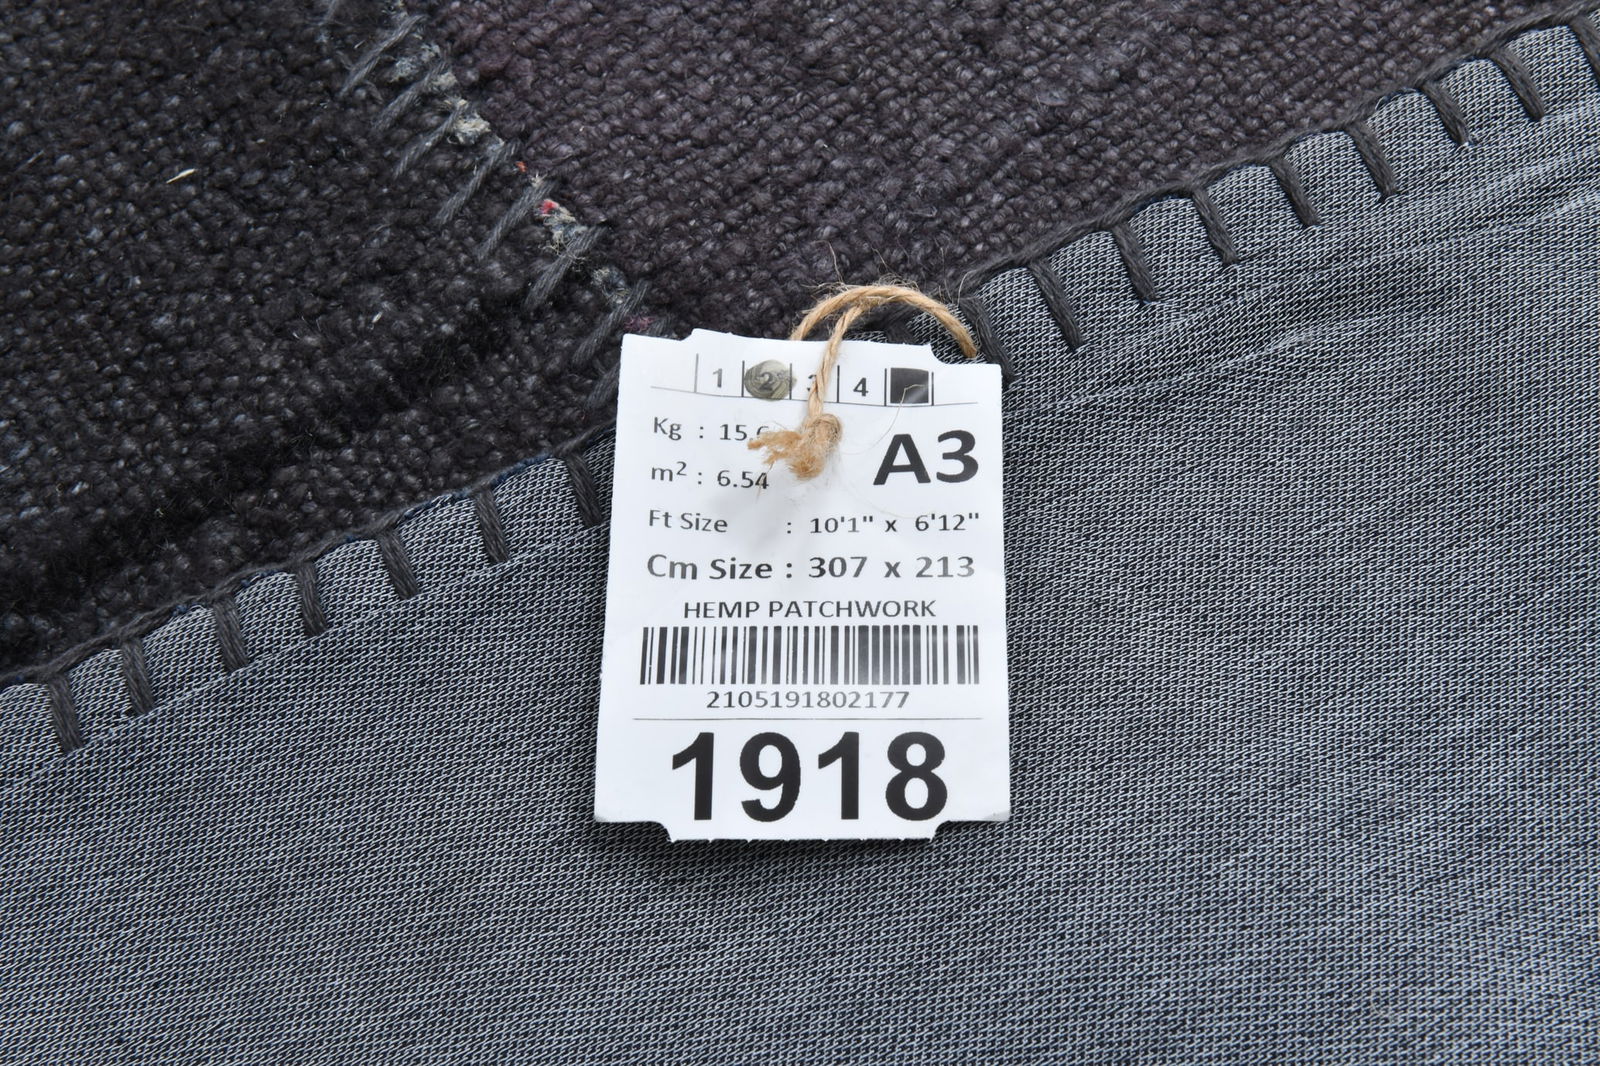 1 2 3 4
Kg : 15.6
A3
m² : 6.54
Ft Size : 10'1" x 6'12"
Cm Size : 307 x 213
HEMP PATCHWORK
2105191802177
1918